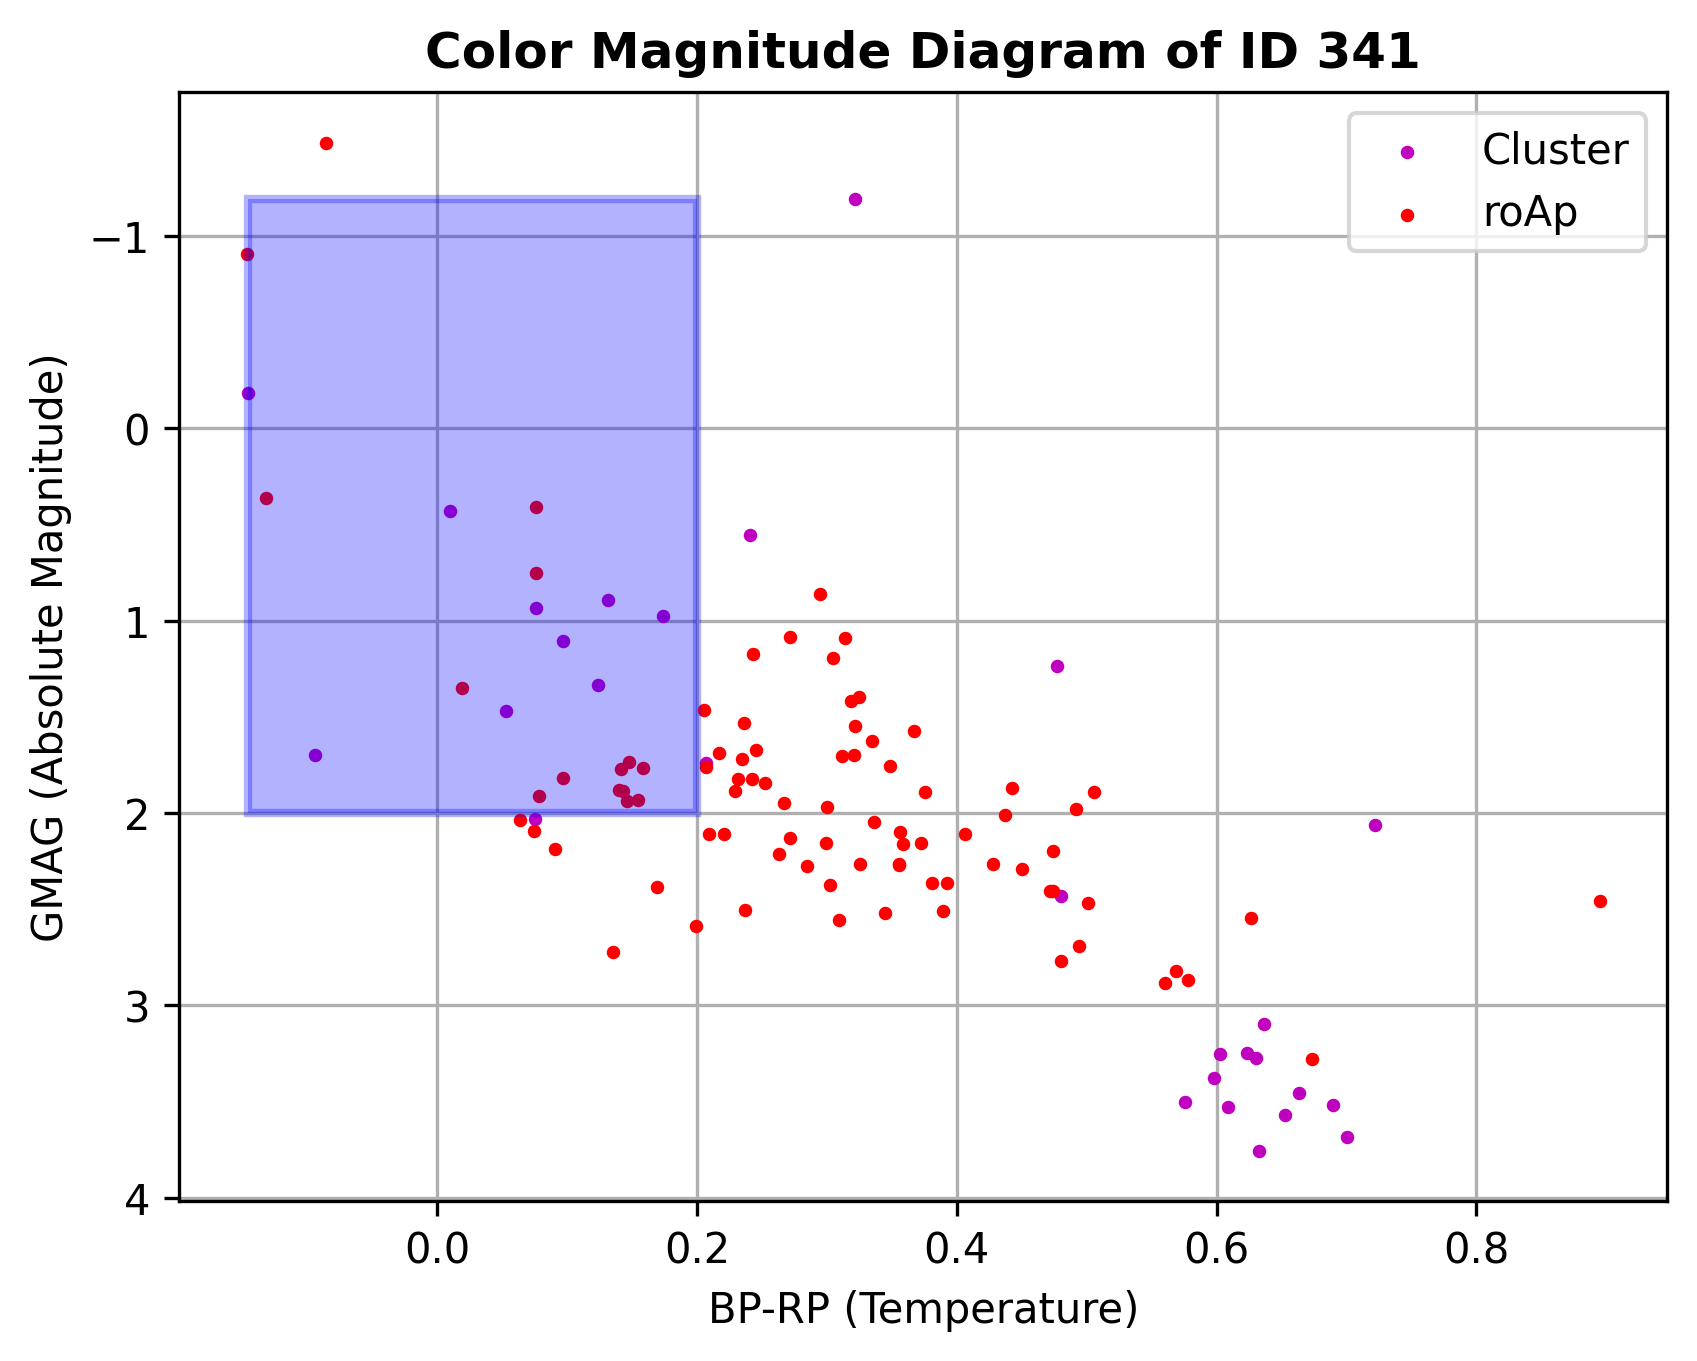 Color Magnitude Diagram of ID 341
Cluster
roAp
GMAG (Absolute Magnitude)
−1
0
1
2
3
4
0.0 0.2 0.4 0.6 0.8
BP-RP (Temperature)